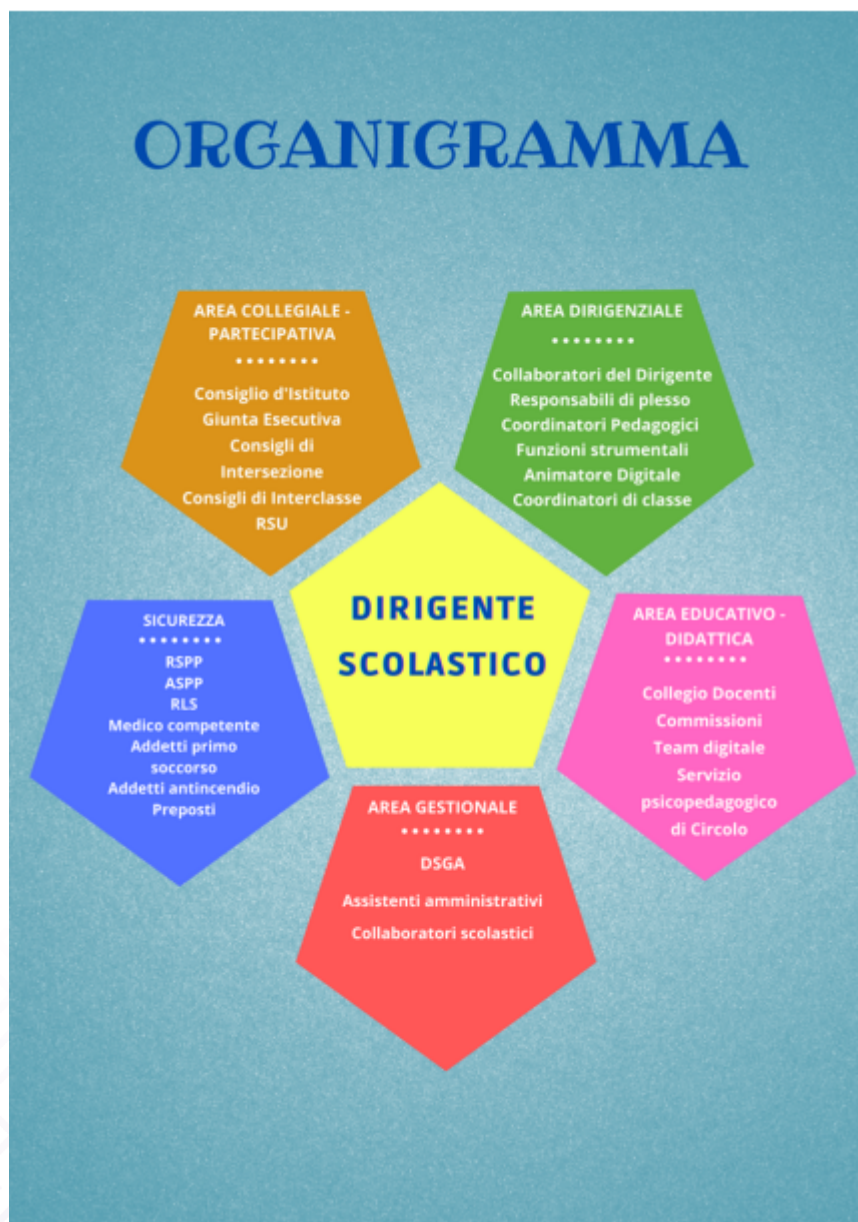 ORGANIGRAMMA
AREA COLLEGIALE -
PARTECIPATIVA
Consiglio d'Istituto
Giunta Esecutiva
Consigli di
Intersezione
Consigli di Interclasse
RSU
AREA DIRIGENZIALE
Collaboratori del Dirigente
Responsabili di plesso
Coordinatori Pedagogici
Funzioni strumentali
Animatore Digitale
Coordinatori di classe
DIRIGENTE
SCOLASTICO
SICUREZZA
RSPP
ASPP
RLS
Medico competente
Addetti primo
soccorso
Addetti antincendio
Preposti
AREA EDUCATIVO -
DIDATTICA
Collegio Docenti
Commissioni
Team digitale
Servizio
psicopedagogico
di Circolo
AREA GESTIONALE
DSGA
Assistenti amministrativi
Collaboratori scolastici